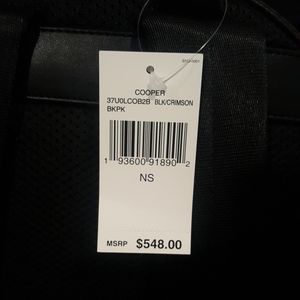 COOPER
37U0LCOB2B BLK/CRIMSON
BKPK
1 93600 91890 2
NS
MSRP $548.00